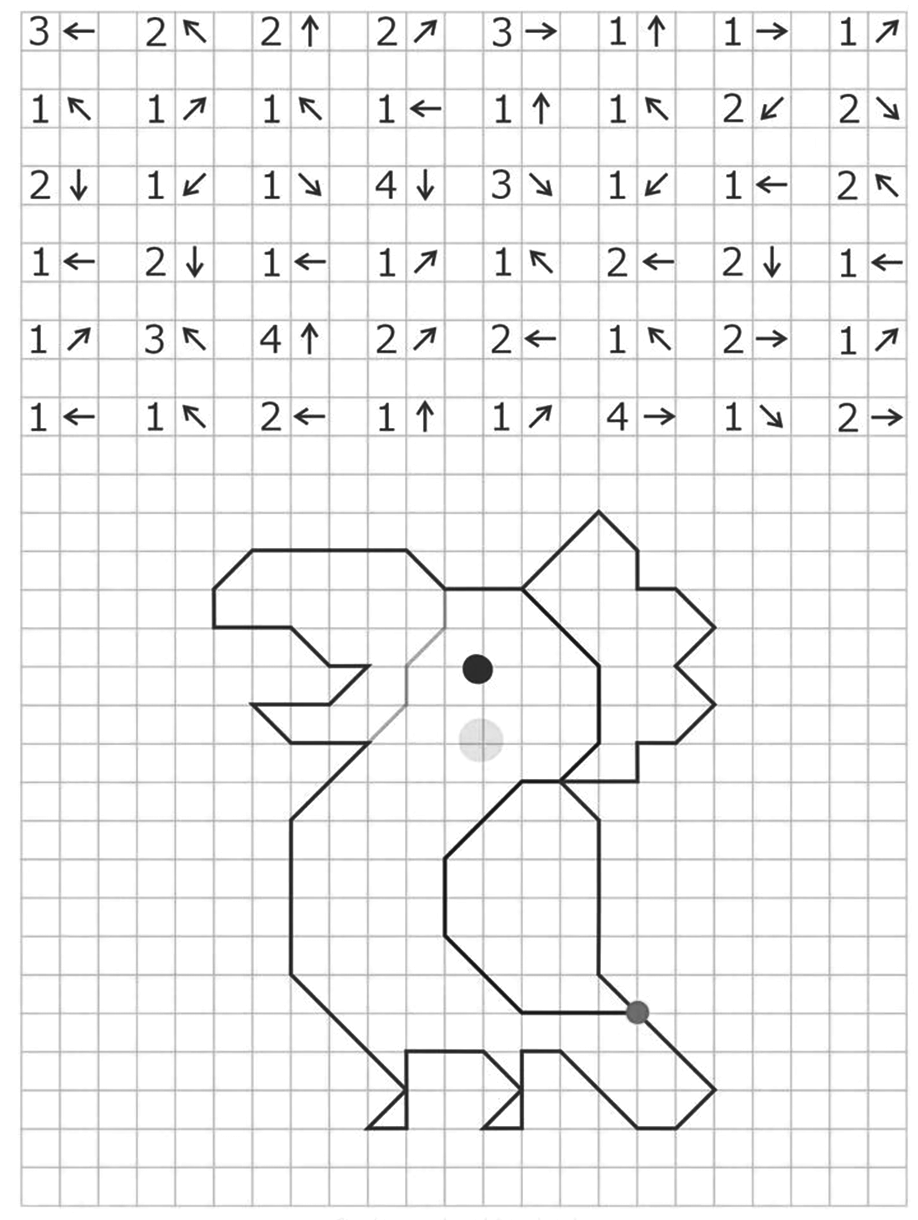 3 ← 2 ↖ 2 ↑ 2 ↗ 3 → 1 ↑ 1 → 1 ↗
1 ↖ 1 ↗ 1 ↖ 1 ← 1 ↑ 1 ↖ 2 ↙ 2 ↘
2 ↓ 1 ↙ 1 ↘ 4 ↓ 3 ↘ 1 ↙ 1 ← 2 ↖
1 ← 2 ↓ 1 ← 1 ↗ 1 ↖ 2 ← 2 ↓ 1 ←
1 ↗ 3 ↖ 4 ↑ 2 ↗ 2 ← 1 ↖ 2 → 1 ↗
1 ← 1 ↖ 2 ← 1 ↑ 1 ↗ 4 → 1 ↘ 2 →